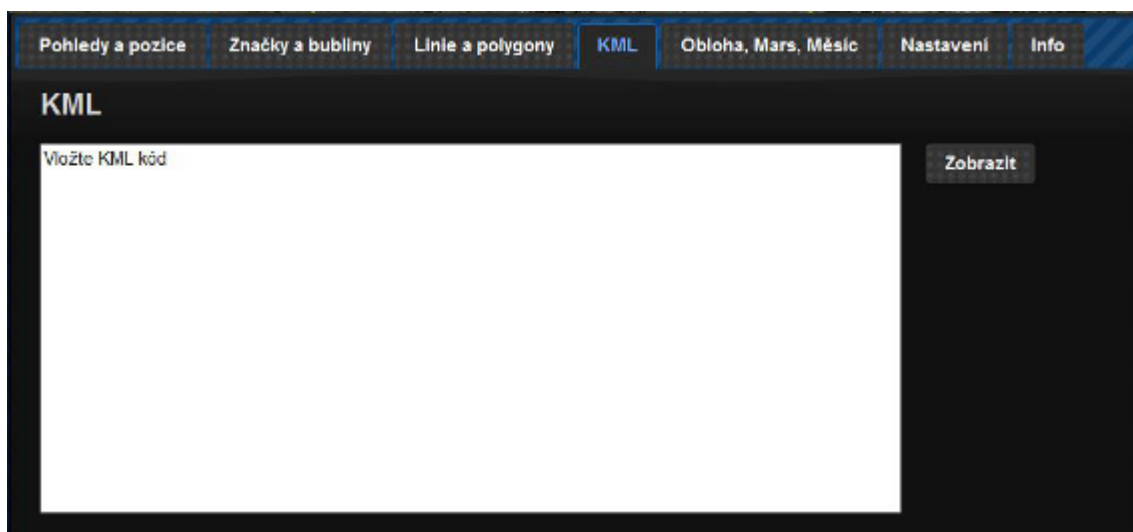 Pohledy a pozice Značky a bubliny Linie a polygony KML Obloha, Mars, Měsíc Nastavení Info
KML
Vložte KML kód
Zobrazit